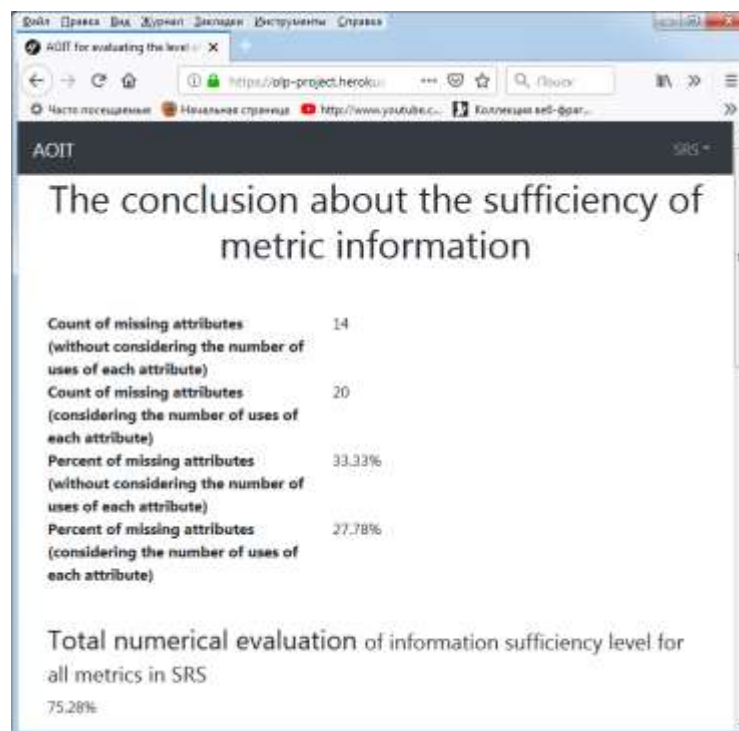 Файл Правка Вид Журнал Закладки Инструменты Справка
AOIT for evaluating the level
https://olp-project.heroku
Поиск
Часто посещаемые Начальная страница http://www.youtube.c... Коллекция веб-фраг...
AOIT SRS
The conclusion about the sufficiency of
metric information
Count of missing attributes 14
(without considering the number of
uses of each attribute)
Count of missing attributes 20
(considering the number of uses of
each attribute)
Percent of missing attributes 33.33%
(without considering the number of
uses of each attribute)
Percent of missing attributes 27.78%
(considering the number of uses of
each attribute)
Total numerical evaluation of information sufficiency level for
all metrics in SRS
75.28%